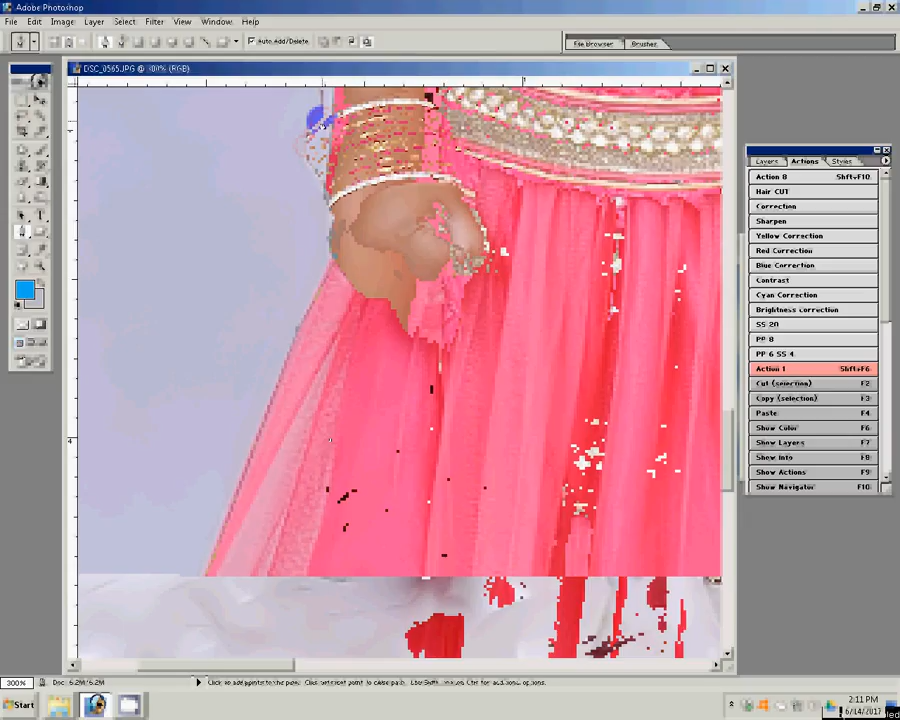 Adobe Photoshop
File Edit Image Layer Select Filter View Window Help
Auto Add/Delete
File Browser Brushes
DSC_0565.JPG @ 300% (RGB)
Layers Actions Styles
Action 8 Shft+F10
Hair CUT
Correction
Sharpen
Yellow Correction
Red Correction
Blue Correction
Contrast
Cyan Correction
Brightness correction
SS 20
PP 8
PP 6 SS 4
Action 1 Shft+F6
Cut (selection) F2
Copy (selection) F3
Paste F4
Show Color F6
Show Layers F7
Show Info F8
Show Actions F9
Show Navigator F10
300% Doc: 6.2M/6.2M
Start
2:11 PM
6/14/2017